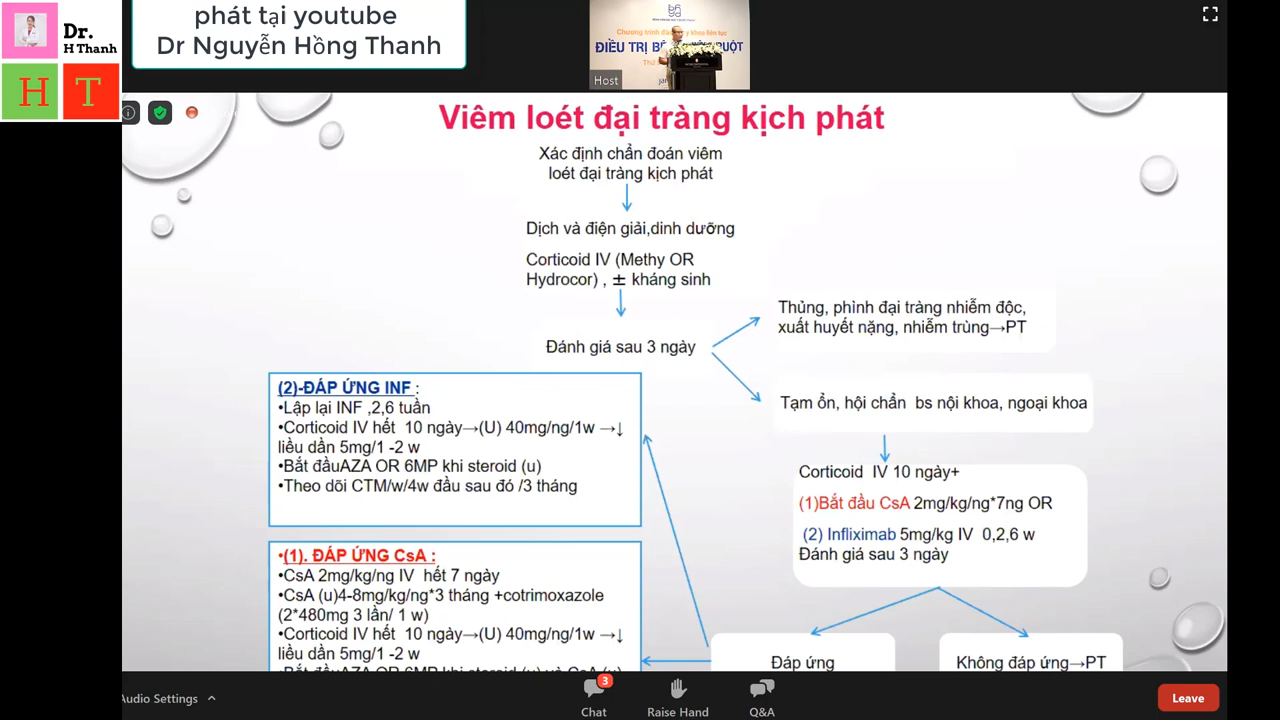 Dr.
H Thanh
H T
phát tại youtube
Dr Nguyễn Hồng Thanh
ĐIỀU TRỊ
Host
Viêm loét đại tràng kịch phát
Xác định chẩn đoán viêm
loét đại tràng kịch phát
Dịch và điện giải,dinh dưỡng
Corticoid IV (Methy OR
Hydrocor) , ± kháng sinh
Đánh giá sau 3 ngày
Thủng, phình đại tràng nhiễm độc,
xuất huyết nặng, nhiễm trùng→PT
Tạm ổn, hội chẩn bs nội khoa, ngoại khoa
Corticoid IV 10 ngày+
(1)Bắt đầu CsA 2mg/kg/ng*7ng OR
(2) Infliximab 5mg/kg IV 0,2,6 w
Đánh giá sau 3 ngày
Đáp ứng
Không đáp ứng→PT
(2)-ĐÁP ỨNG INF :
•Lập lại INF ,2,6 tuần
•Corticoid IV hết 10 ngày→(U) 40mg/ng/1w →↓
liều dần 5mg/1 -2 w
•Bắt đầuAZA OR 6MP khi steroid (u)
•Theo dõi CTM/w/4w đầu sau đó /3 tháng
•(1). ĐÁP ỨNG CsA :
•CsA 2mg/kg/ng IV hết 7 ngày
•CsA (u)4-8mg/kg/ng*3 tháng +cotrimoxazole
(2*480mg 3 lần/ 1 w)
•Corticoid IV hết 10 ngày→(U) 40mg/ng/1w →↓
liều dần 5mg/1 -2 w
•Bắt đầuAZA OR 6MP khi steroid (u) và CsA (u)
Audio Settings
3
Chat
Raise Hand
Q&A
Leave